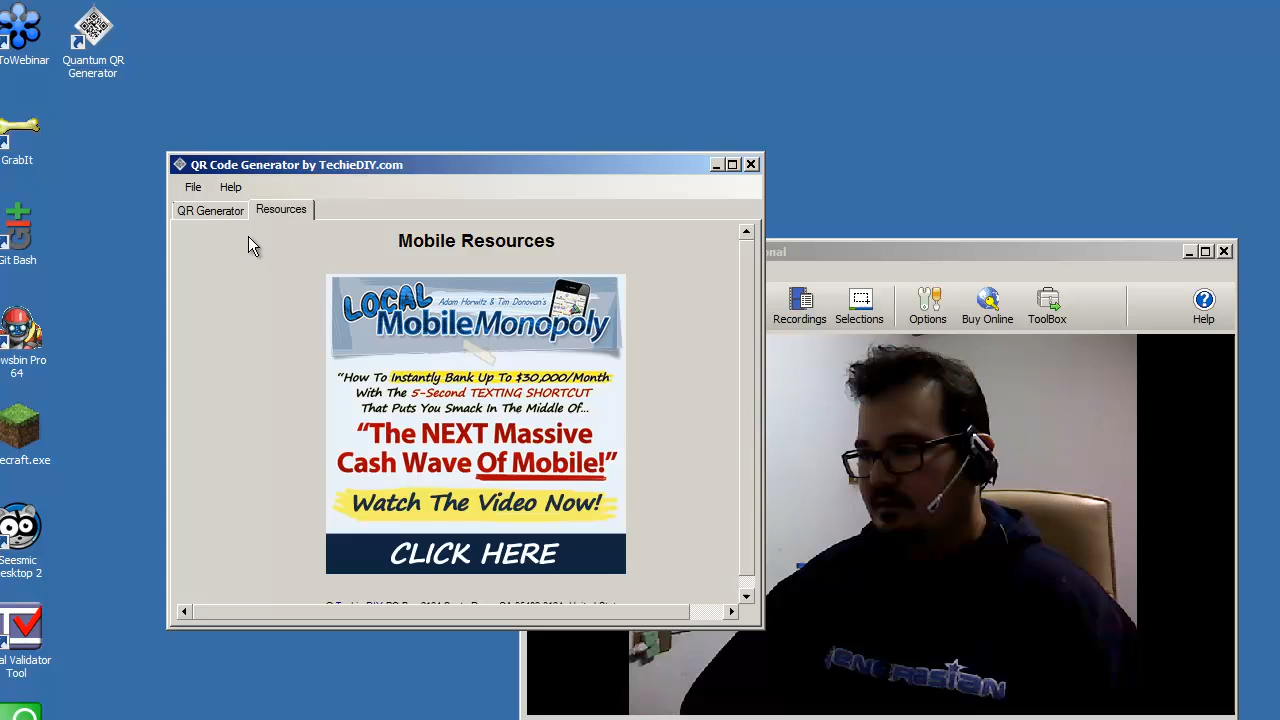 ToWebinar
Quantum QR
Generator
GrabIt
Git Bash
wsbin Pro
64
ecraft.exe
Seesmic
esktop 2
al Validator
Tool
QR Code Generator by TechieDIY.com
File Help
QR Generator Resources
Mobile Resources
LOCAL Adam Horwitz & Tim Donovan's
MobileMonopoly
"How To Instantly Bank Up To $30,000/Month
With The 5-Second TEXTING SHORTCUT
That Puts You Smack In The Middle Of...
"The NEXT Massive
Cash Wave Of Mobile!"
Watch The Video Now!
CLICK HERE
onal
Recordings Selections Options Buy Online ToolBox Help